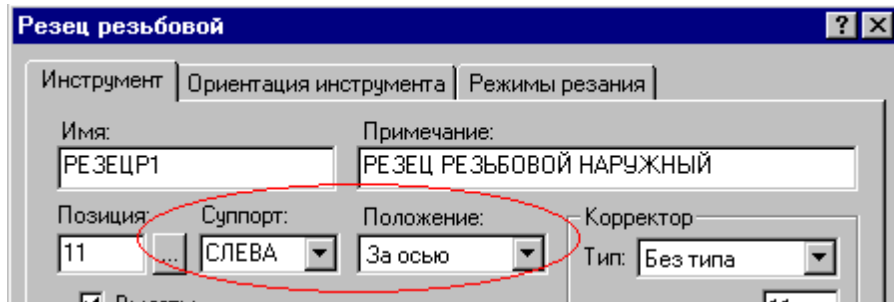 Резец резьбовой
Инструмент Ориентация инструмента Режимы резания
Имя: Примечание:
РЕЗЕЦР1 РЕЗЕЦ РЕЗЬБОВОЙ НАРУЖНЫЙ
Позиция: Суппорт: Положение: Корректор
11 ... СЛЕВА За осью Тип: Без типа